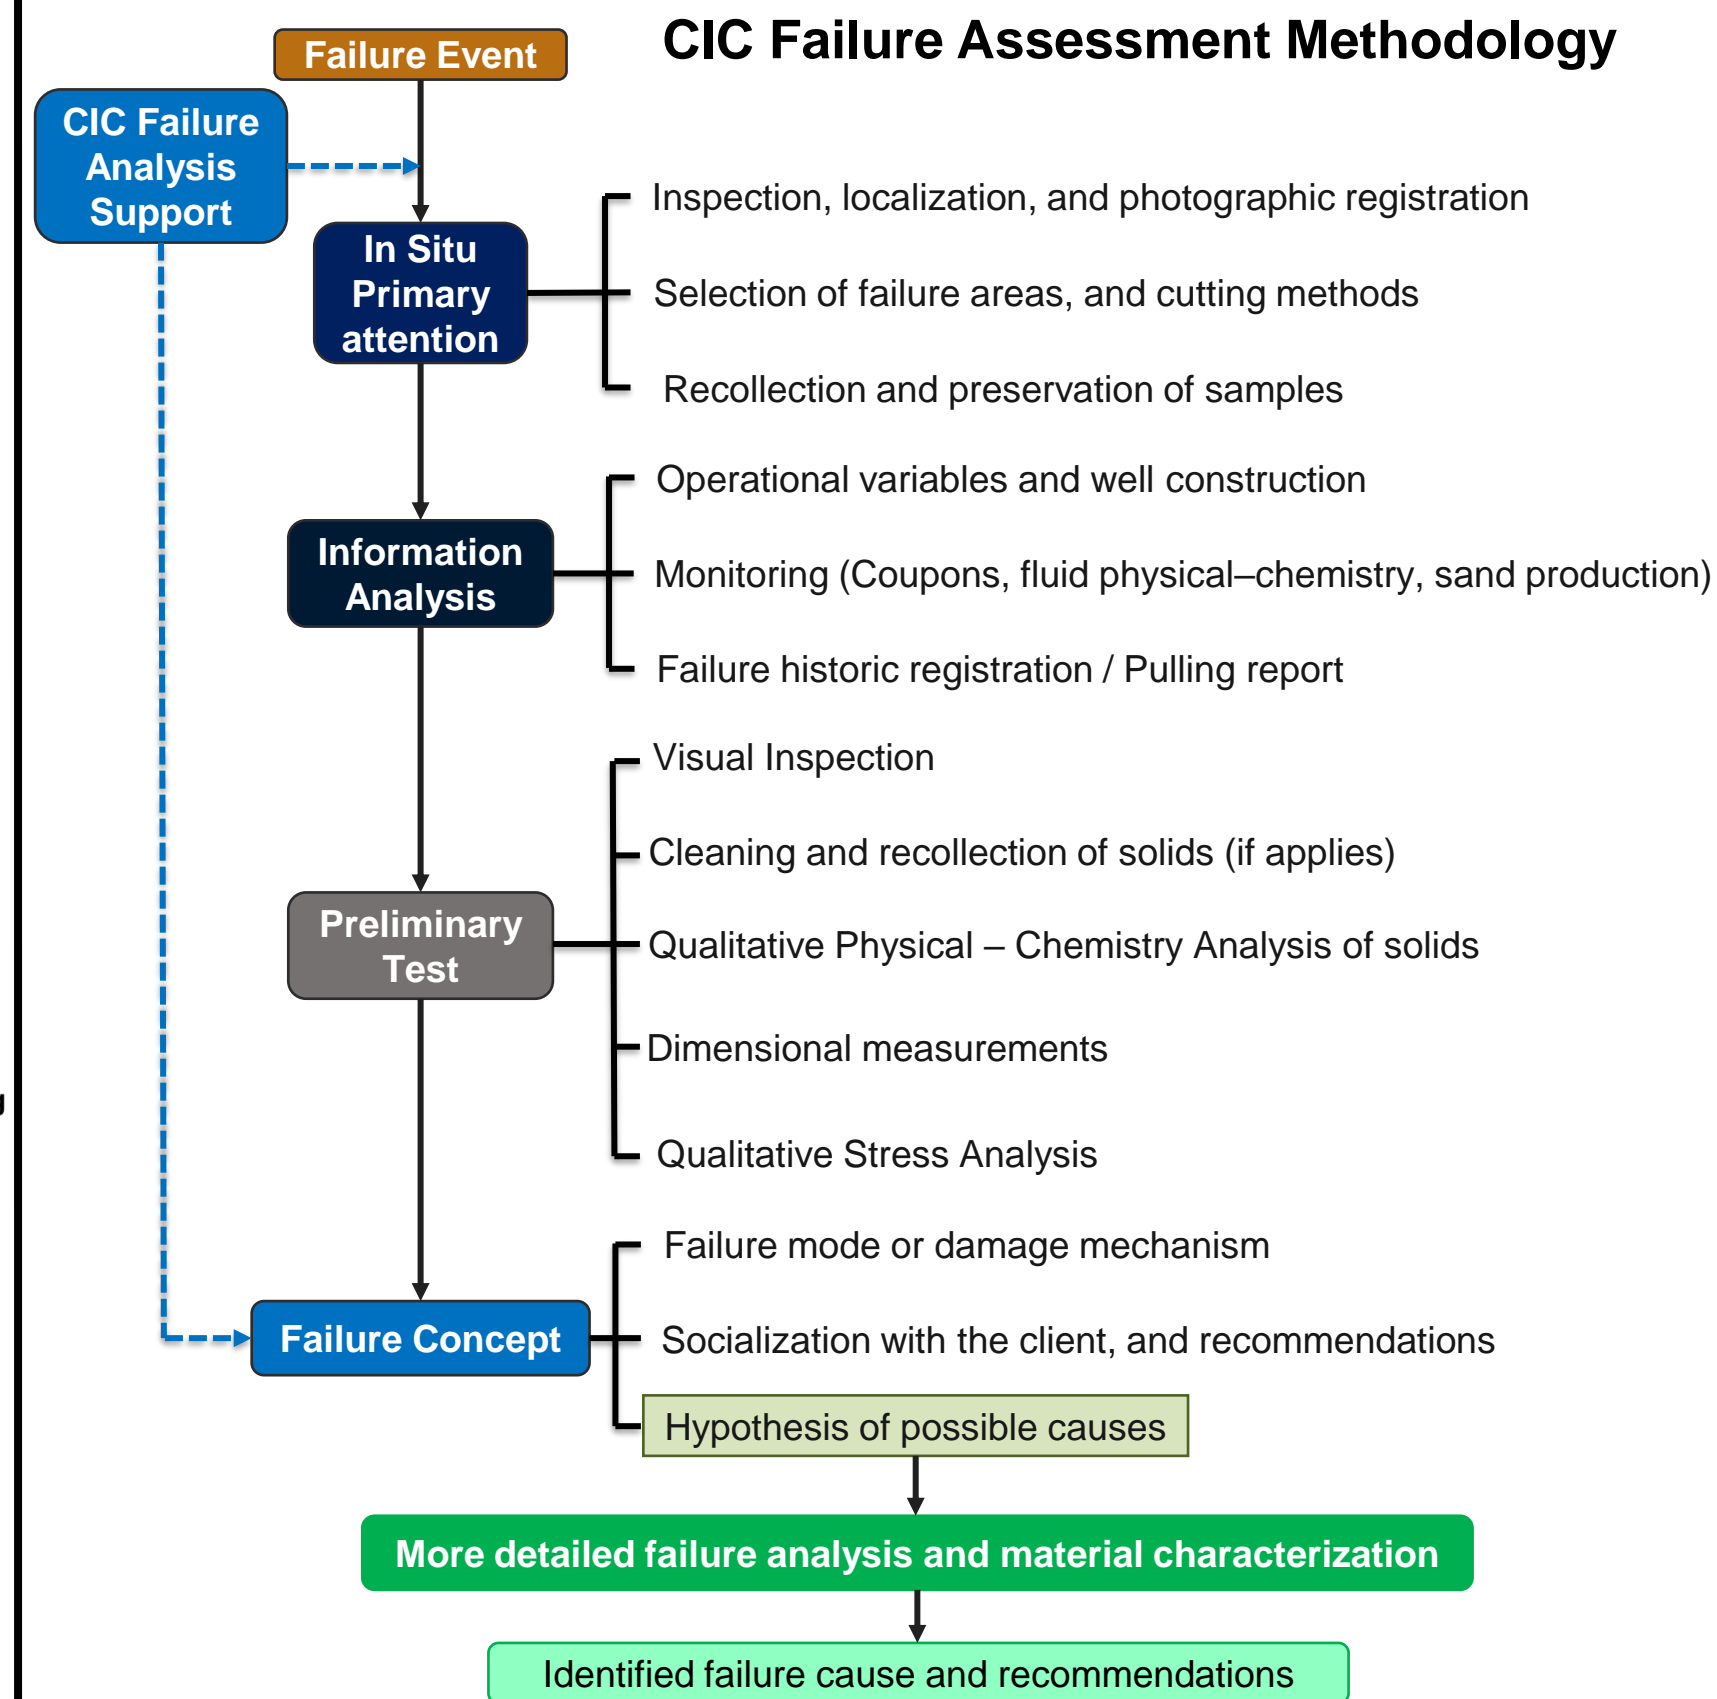 CIC Failure Assessment Methodology
Failure Event
CIC Failure
Analysis
Support
In Situ
Primary
attention
Inspection, localization, and photographic registration
Selection of failure areas, and cutting methods
Recollection and preservation of samples
Information
Analysis
Operational variables and well construction
Monitoring (Coupons, fluid physical–chemistry, sand production)
Failure historic registration / Pulling report
Preliminary
Test
Visual Inspection
Cleaning and recollection of solids (if applies)
Qualitative Physical – Chemistry Analysis of solids
Dimensional measurements
Qualitative Stress Analysis
Failure Concept
Failure mode or damage mechanism
Socialization with the client, and recommendations
Hypothesis of possible causes
More detailed failure analysis and material characterization
Identified failure cause and recommendations